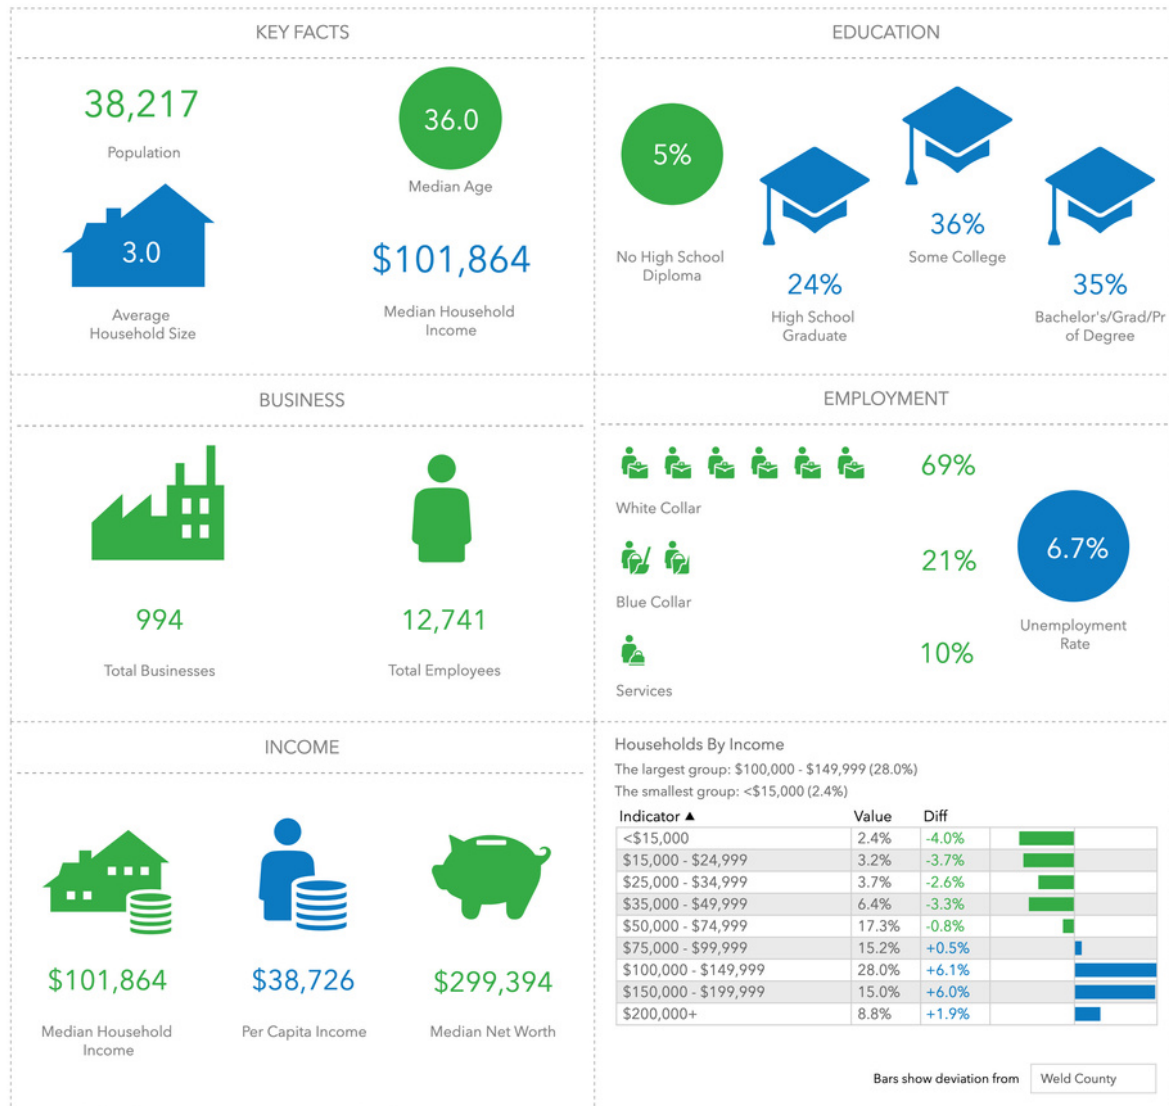 KEY FACTS
38,217
Population
36.0
Median Age
3.0
Average
Household Size
$101,864
Median Household
Income
EDUCATION
5%
No High School
Diploma
24%
High School
Graduate
36%
Some College
35%
Bachelor's/Grad/Pr
of Degree
BUSINESS
994
Total Businesses
12,741
Total Employees
EMPLOYMENT
69%
White Collar
21%
Blue Collar
10%
Services
6.7%
Unemployment
Rate
INCOME
$101,864
Median Household
Income
$38,726
Per Capita Income
$299,394
Median Net Worth
Households By Income
The largest group: $100,000 - $149,999 (28.0%)
The smallest group: <$15,000 (2.4%)
Indicator ▲ Value Diff
<$15,000 2.4% -4.0%
$15,000 - $24,999 3.2% -3.7%
$25,000 - $34,999 3.7% -2.6%
$35,000 - $49,999 6.4% -3.3%
$50,000 - $74,999 17.3% -0.8%
$75,000 - $99,999 15.2% +0.5%
$100,000 - $149,999 28.0% +6.1%
$150,000 - $199,999 15.0% +6.0%
$200,000+ 8.8% +1.9%
Bars show deviation from Weld County